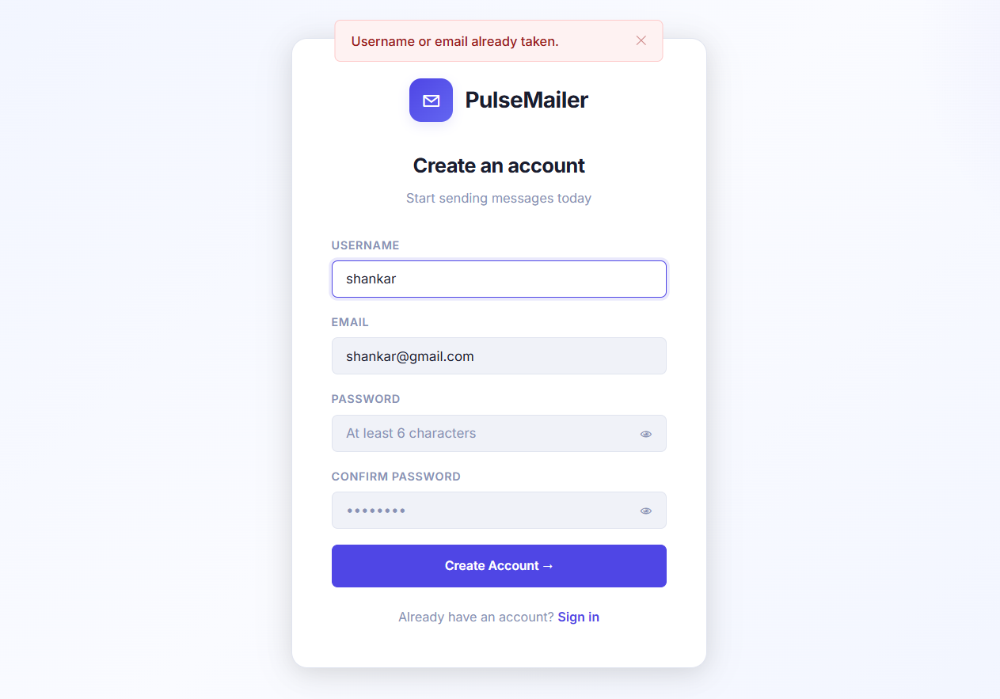 Username or email already taken.
PulseMailer
Create an account
Start sending messages today
USERNAME
shankar
EMAIL
shankar@gmail.com
PASSWORD
At least 6 characters
CONFIRM PASSWORD
••••••••
Create Account →
Already have an account? Sign in